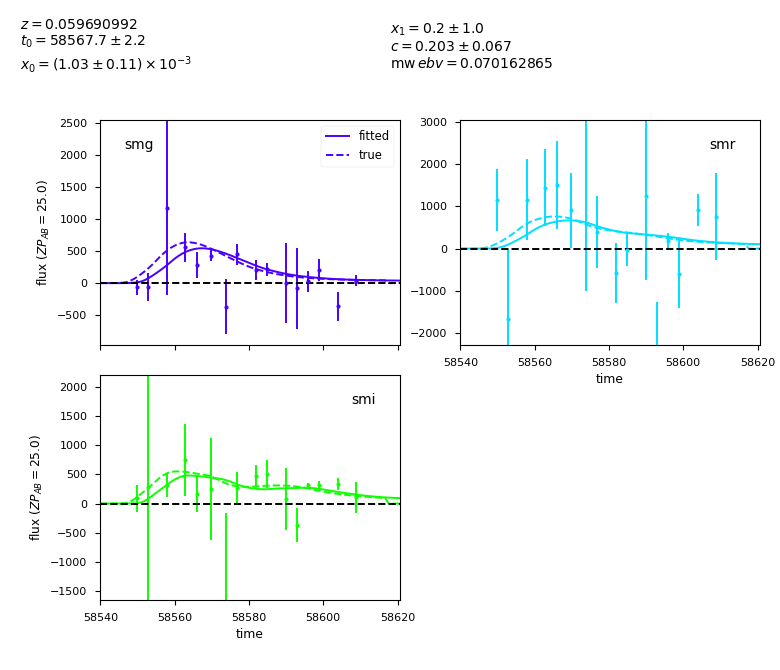 z = 0.059690992
t₀ = 58567.7 ± 2.2
x₀ = (1.03 ± 0.11) × 10⁻³
x₁ = 0.2 ± 1.0
c = 0.203 ± 0.067
mwebv = 0.070162865
smg
fitted
true
2500
2000
1500
1000
500
0
−500
flux (ZP_AB = 25.0)
smr
3000
2000
1000
0
−1000
−2000
58540 58560 58580 58600 58620
time
smi
2000
1500
1000
500
0
−500
−1000
−1500
flux (ZP_AB = 25.0)
58540 58560 58580 58600 58620
time